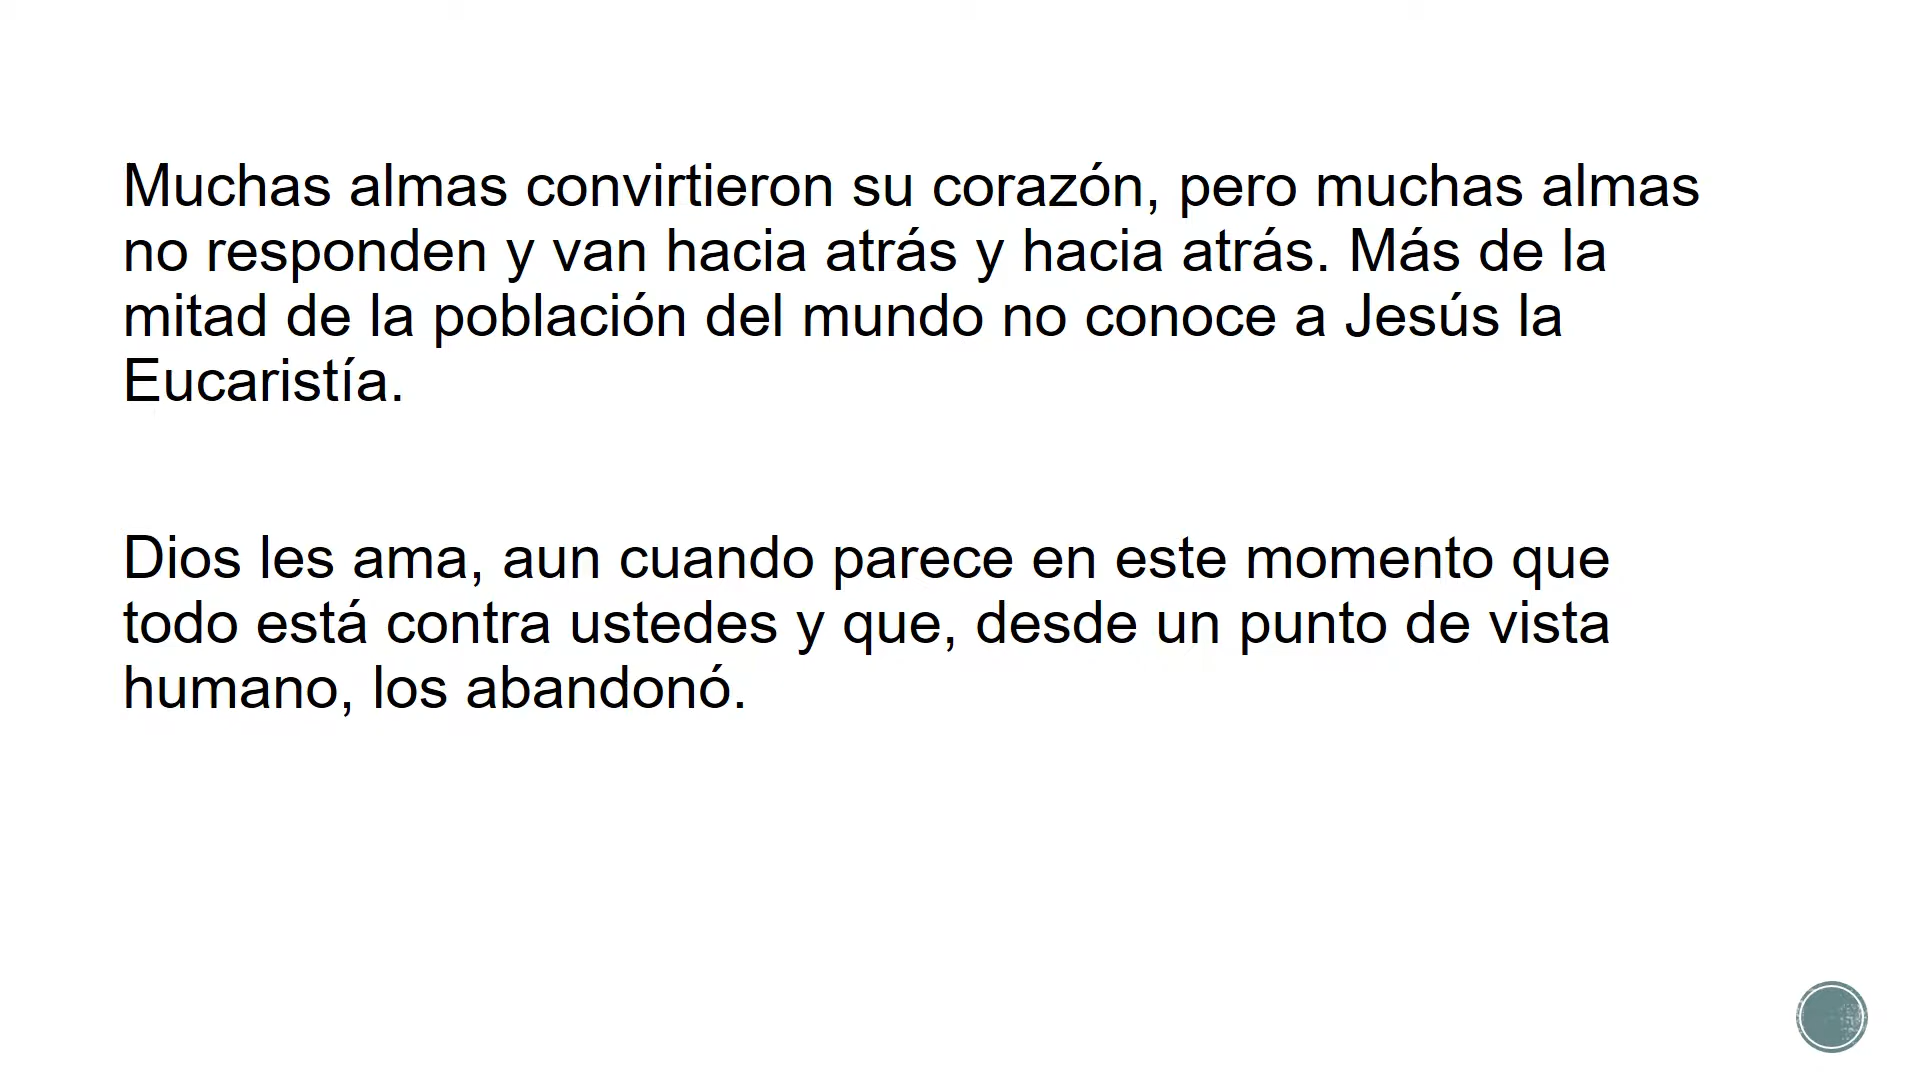 Muchas almas convirtieron su corazón, pero muchas almas
no responden y van hacia atrás y hacia atrás. Más de la
mitad de la población del mundo no conoce a Jesús la
Eucaristía.
Dios les ama, aun cuando parece en este momento que
todo está contra ustedes y que, desde un punto de vista
humano, los abandonó.